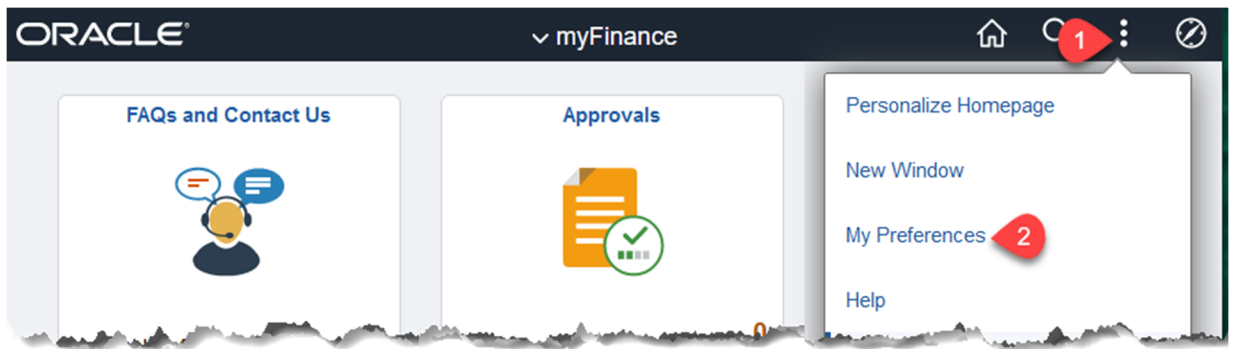 ORACLE
myFinance
1
FAQs and Contact Us
Approvals
Personalize Homepage
New Window
My Preferences
2
Help